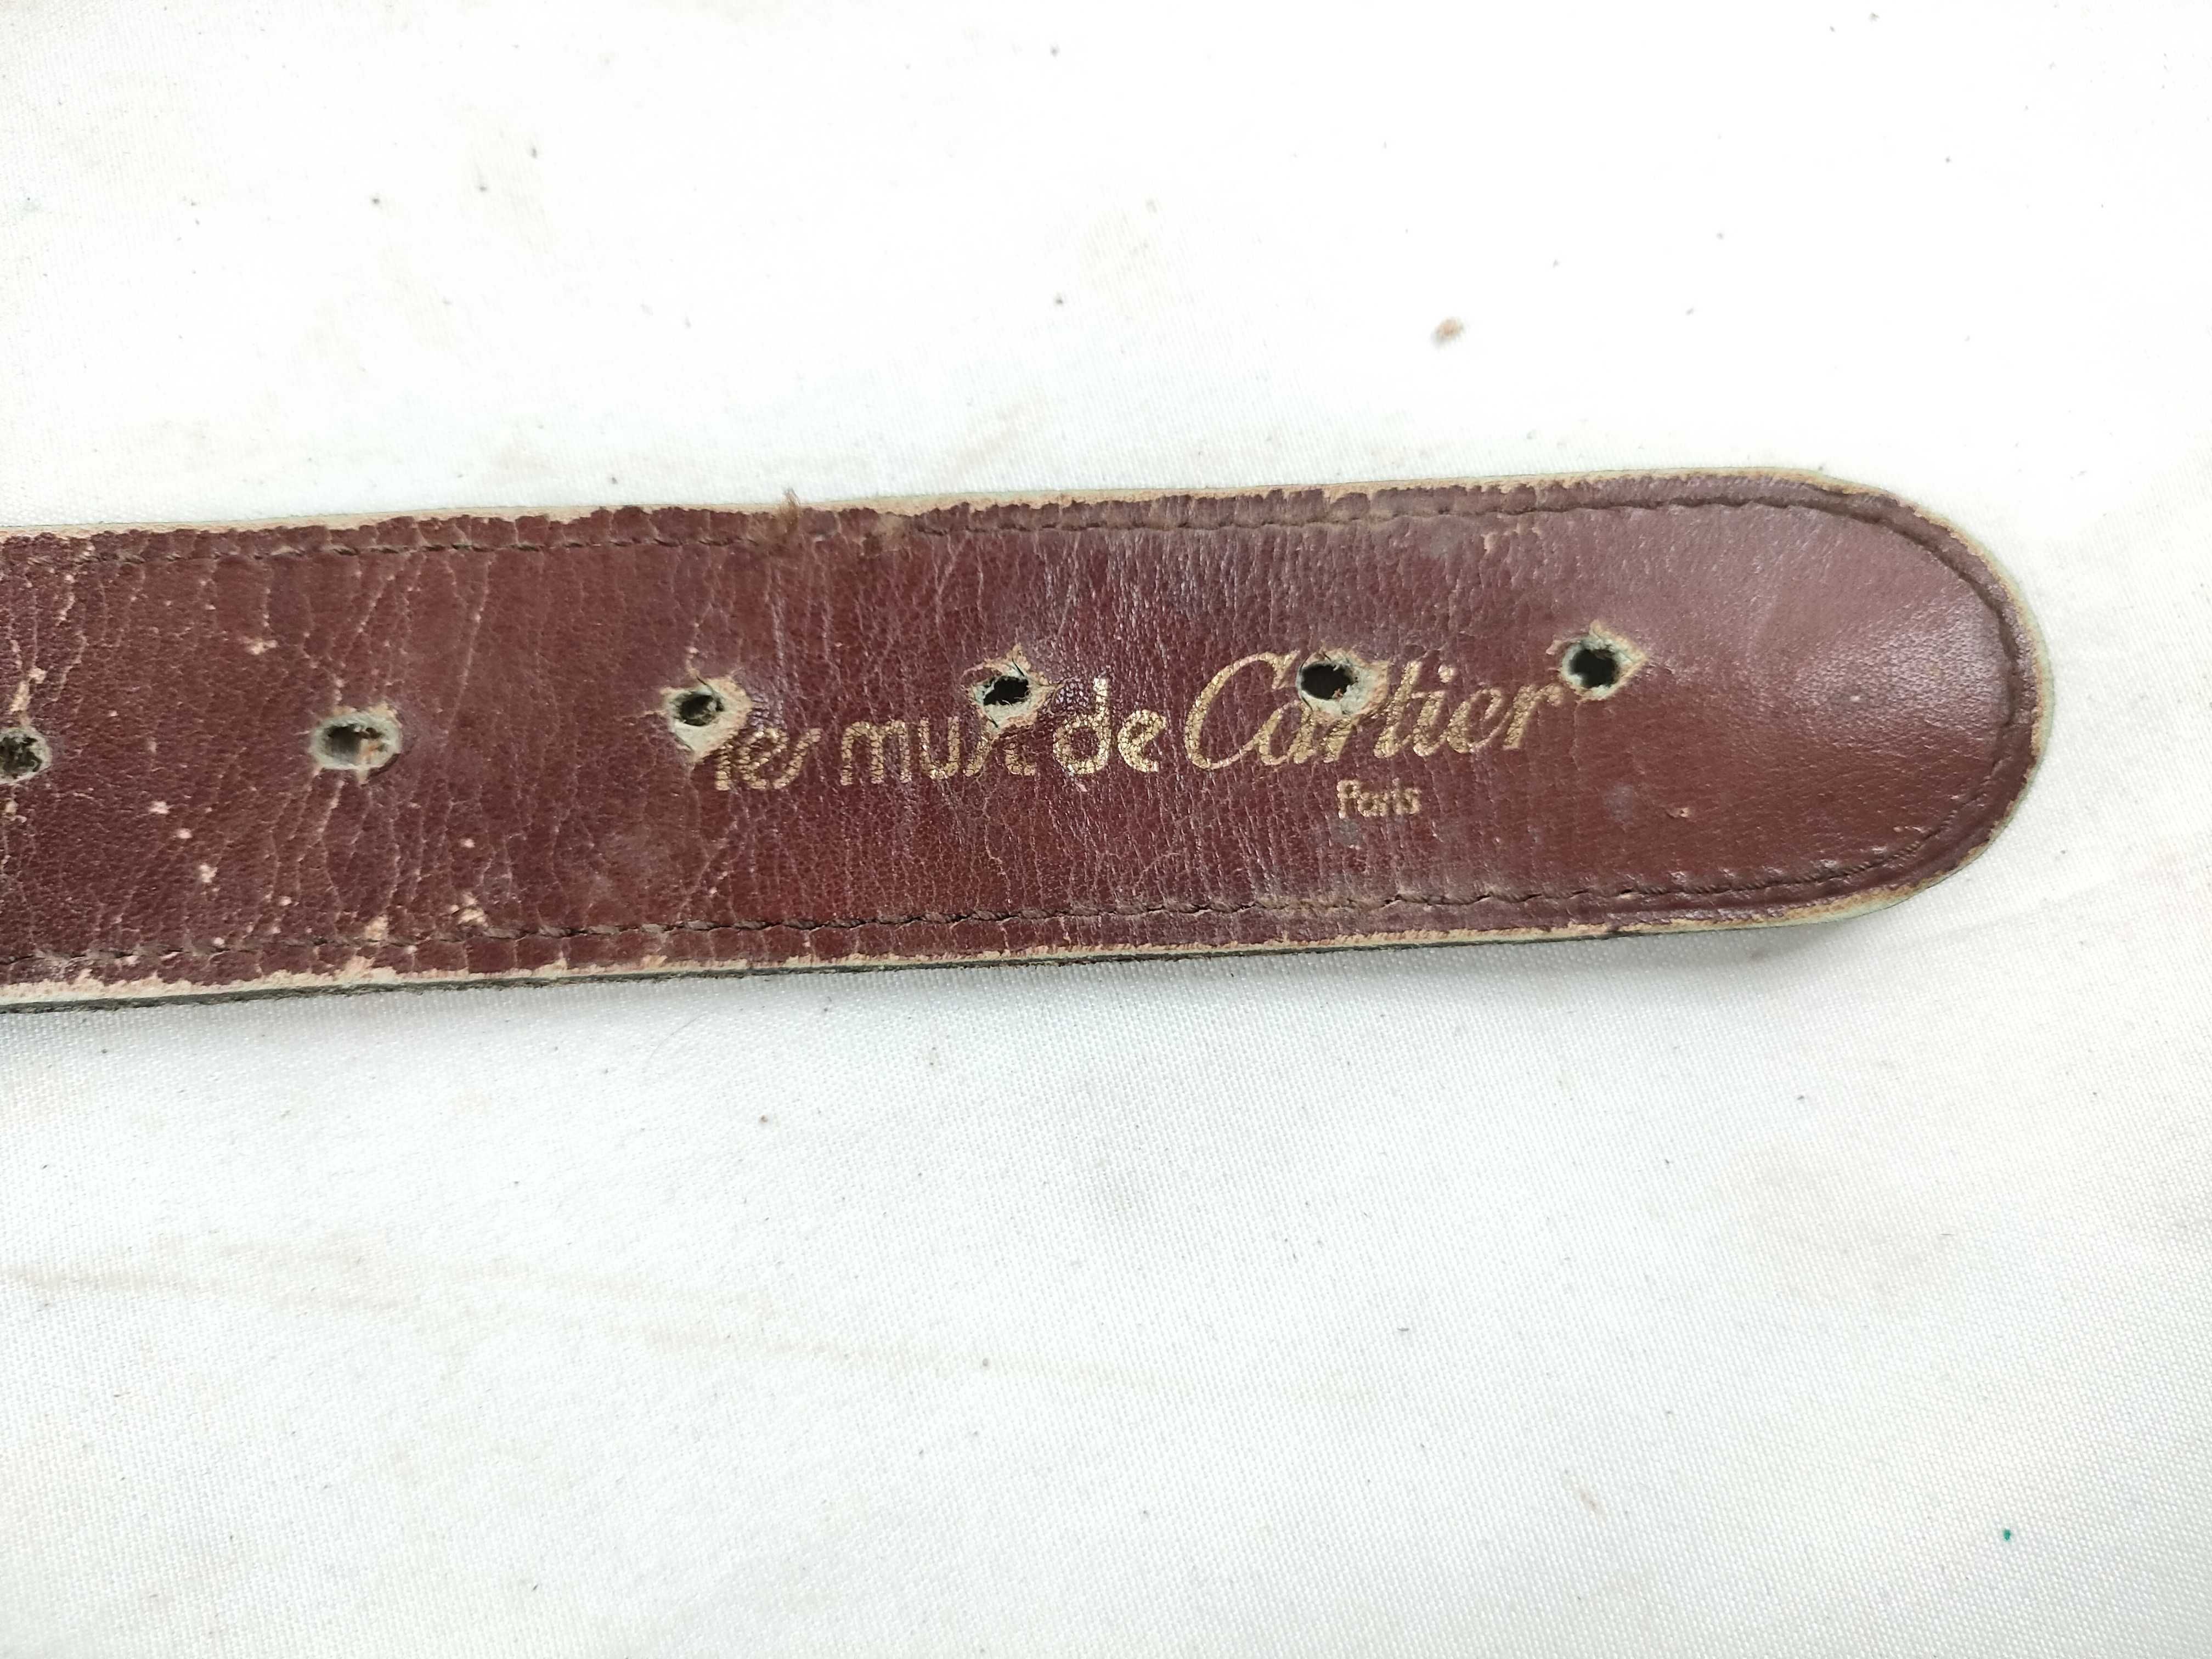 les must de Cartier
Paris